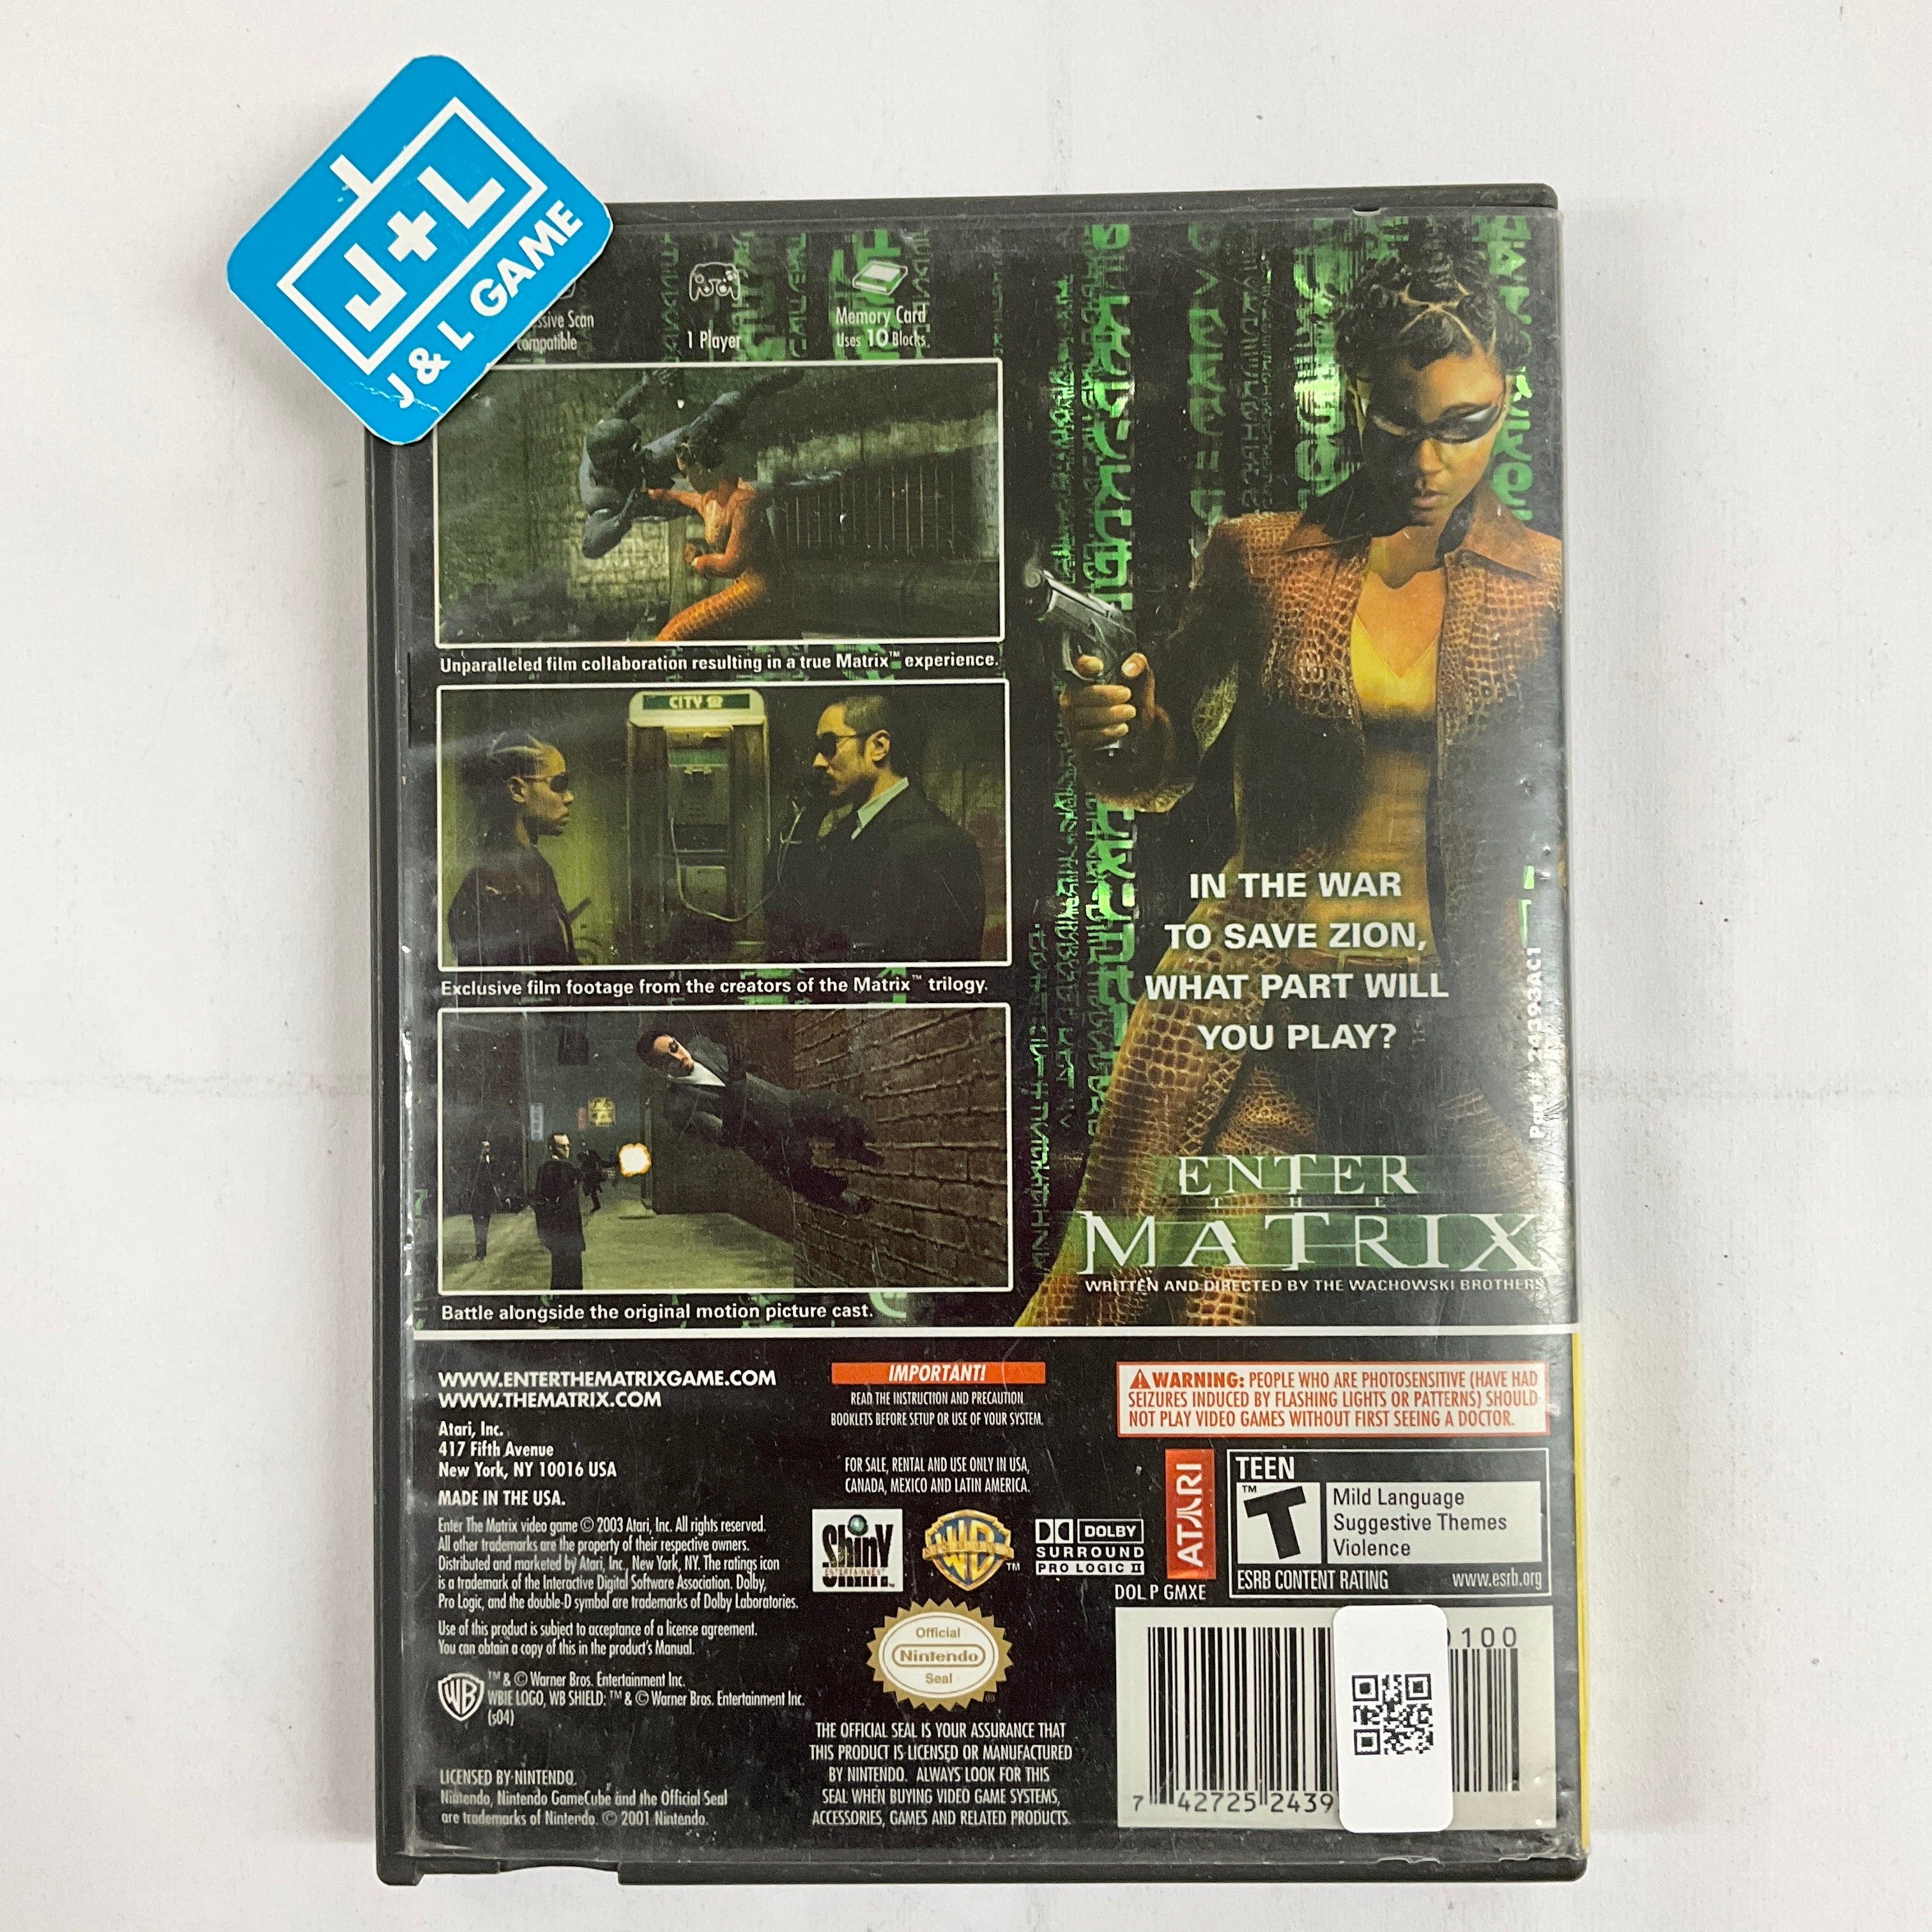 J+L
J & L GAME
ssive Scan
compatible
1 Player
Memory Card
Uses 10 Blocks
Unparalleled film collaboration resulting in a true Matrix™ experience.
CITY
Exclusive film footage from the creators of the Matrix™ trilogy.
Battle alongside the original motion picture cast.
IN THE WAR
TO SAVE ZION,
WHAT PART WILL
YOU PLAY?
Part # 24393AC1
ENTER
THE
MATRIX
WRITTEN AND DIRECTED BY THE WACHOWSKI BROTHERS
WWW.ENTERTHEMATRIXGAME.COM
WWW.THEMATRIX.COM
Atari, Inc.
417 Fifth Avenue
New York, NY 10016 USA
MADE IN THE USA.
Enter The Matrix video game © 2003 Atari, Inc. All rights reserved.
All other trademarks are the property of their respective owners.
Distributed and marketed by Atari, Inc., New York, NY. The ratings icon
is a trademark of the Interactive Digital Software Association. Dolby,
Pro Logic, and the double-D symbol are trademarks of Dolby Laboratories.
Use of this product is subject to acceptance of a license agreement.
You can obtain a copy of this in the product's Manual.
WB
™ & © Warner Bros. Entertainment Inc.
WBIE LOGO, WB SHIELD: ™ & © Warner Bros. Entertainment Inc.
(s04)
LICENSED BY NINTENDO.
Nintendo, Nintendo GameCube and the Official Seal
are trademarks of Nintendo. © 2001 Nintendo.
IMPORTANT!
READ THE INSTRUCTION AND PRECAUTION
BOOKLETS BEFORE SETUP OR USE OF YOUR SYSTEM.
FOR SALE, RENTAL AND USE ONLY IN USA,
CANADA, MEXICO AND LATIN AMERICA.
Shiny
ENTERTAINMENT
WB
™
DOLBY
SURROUND
PRO LOGIC II
Official
Nintendo
Seal
®
THE OFFICIAL SEAL IS YOUR ASSURANCE THAT
THIS PRODUCT IS LICENSED OR MANUFACTURED
BY NINTENDO. ALWAYS LOOK FOR THIS
SEAL WHEN BUYING VIDEO GAME SYSTEMS,
ACCESSORIES, GAMES AND RELATED PRODUCTS.
WARNING: PEOPLE WHO ARE PHOTOSENSITIVE (HAVE HAD
SEIZURES INDUCED BY FLASHING LIGHTS OR PATTERNS) SHOULD
NOT PLAY VIDEO GAMES WITHOUT FIRST SEEING A DOCTOR.
ATARI
DOL P GMXE
TEEN
™
T
Mild Language
Suggestive Themes
Violence
ESRB CONTENT RATING www.esrb.org
0100
7 42725 2439